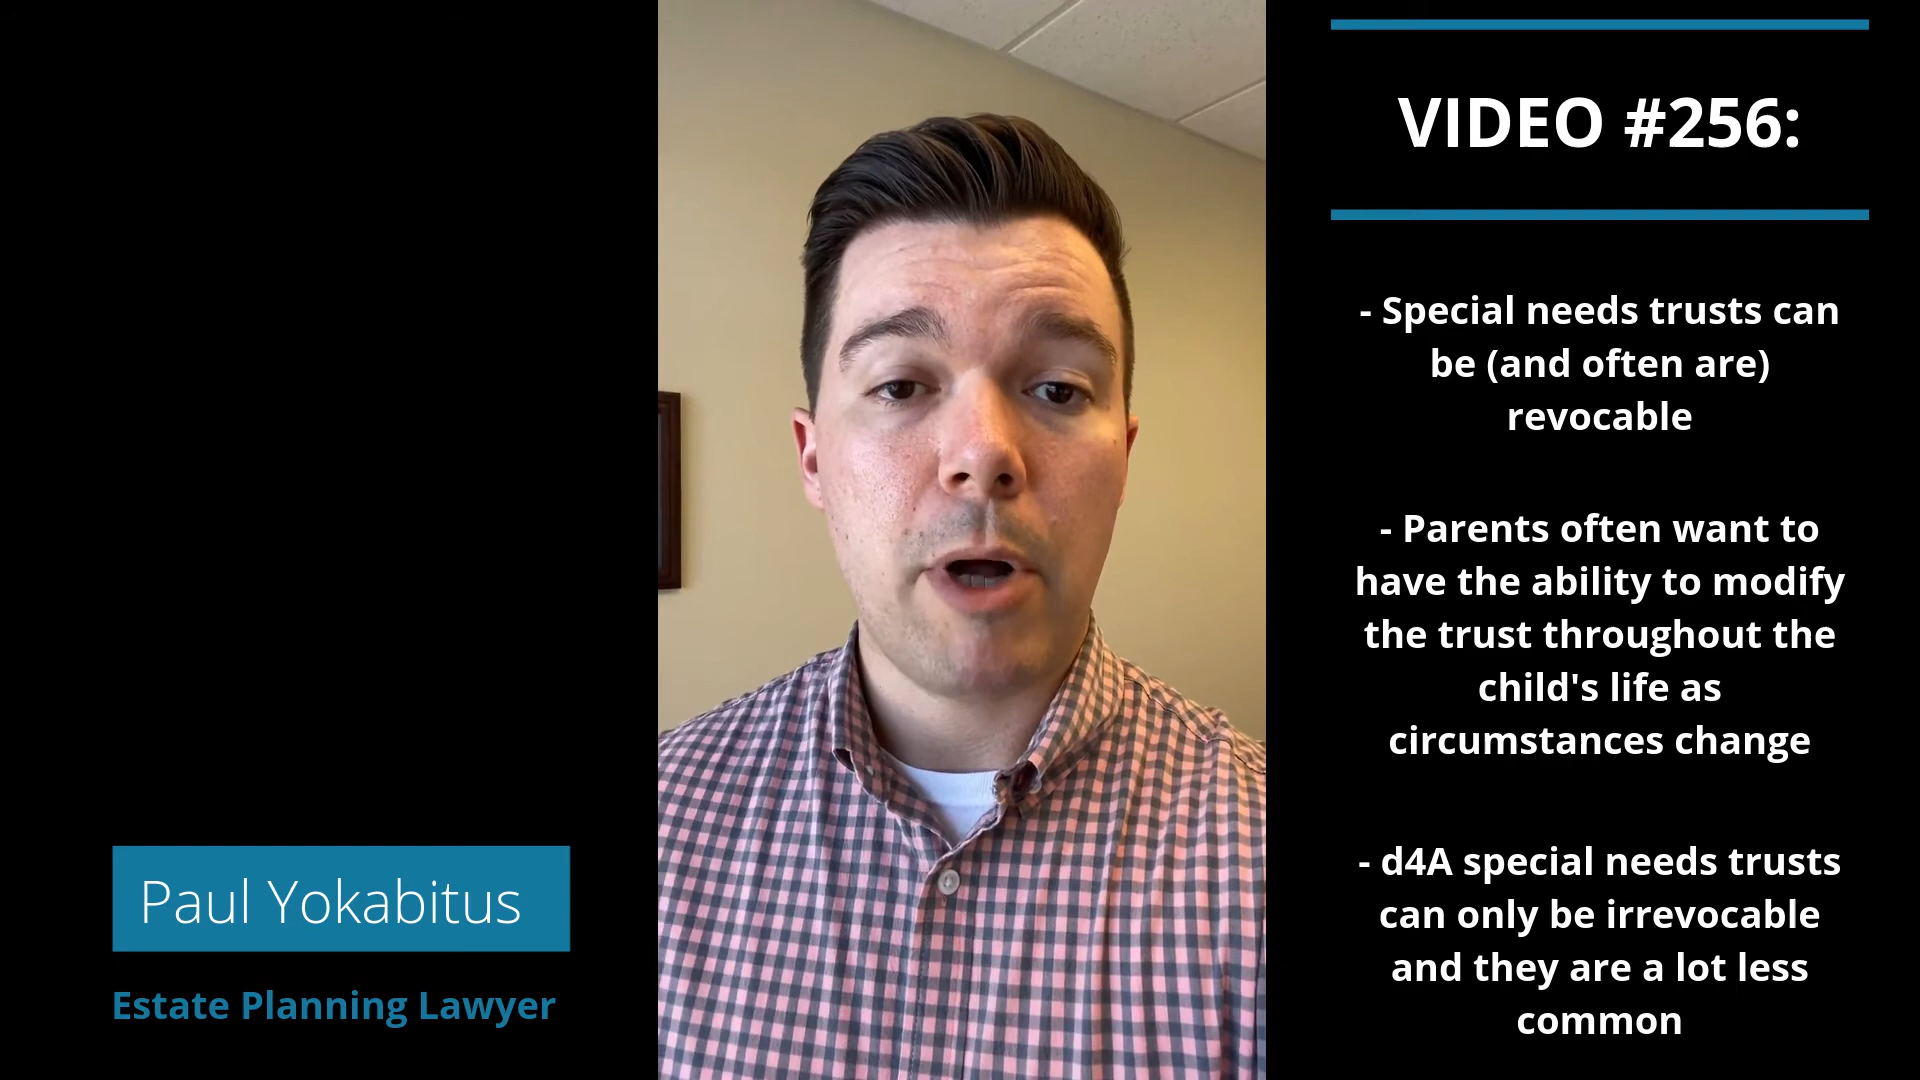 VIDEO #256:
- Special needs trusts can
be (and often are)
revocable
- Parents often want to
have the ability to modify
the trust throughout the
child's life as
circumstances change
- d4A special needs trusts
can only be irrevocable
and they are a lot less
common
Paul Yokabitus
Estate Planning Lawyer